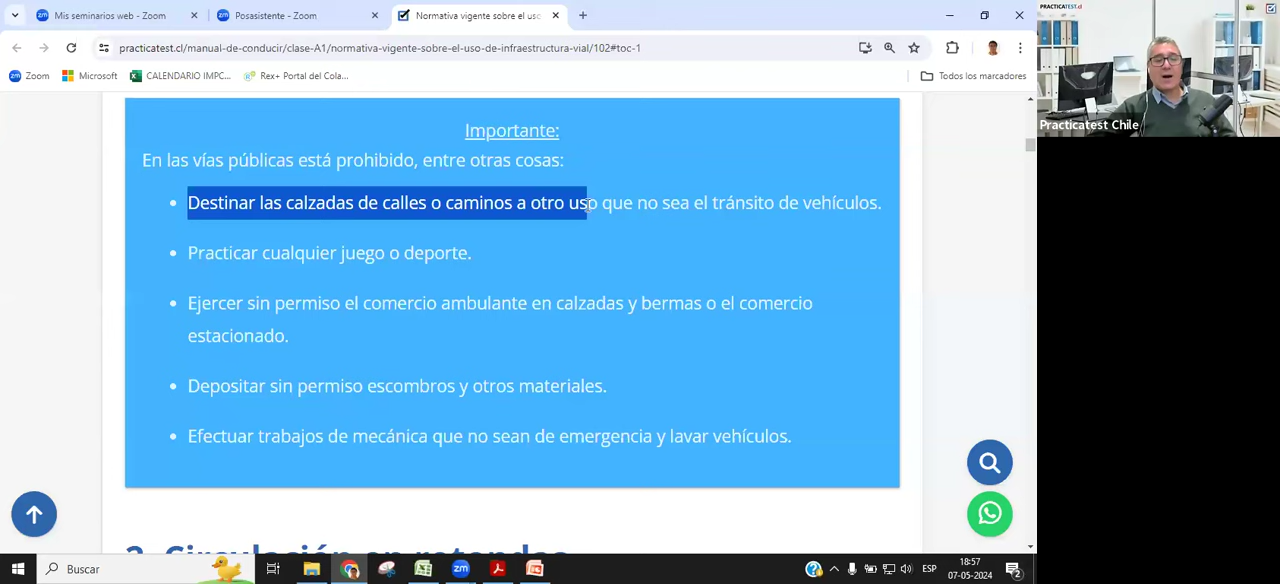 Mis seminarios web - Zoom
Posasistente - Zoom
Normativa vigente sobre el uso
practicatest.cl/manual-de-conducir/clase-A1/normativa-vigente-sobre-el-uso-de-infraestructura-vial/102#toc-1
Zoom
Microsoft
CALENDARIO IMPC...
Rex+ Portal del Cola...
Todos los marcadores
PRACTICATEST.cl
Practicatest Chile
Importante:
En las vías públicas está prohibido, entre otras cosas:
Destinar las calzadas de calles o caminos a otro uso que no sea el tránsito de vehículos.
Practicar cualquier juego o deporte.
Ejercer sin permiso el comercio ambulante en calzadas y bermas o el comercio
estacionado.
Depositar sin permiso escombros y otros materiales.
Efectuar trabajos de mecánica que no sean de emergencia y lavar vehículos.
2. Circulación en rotondas
Buscar
ESP
18:57
07-05-2024
2